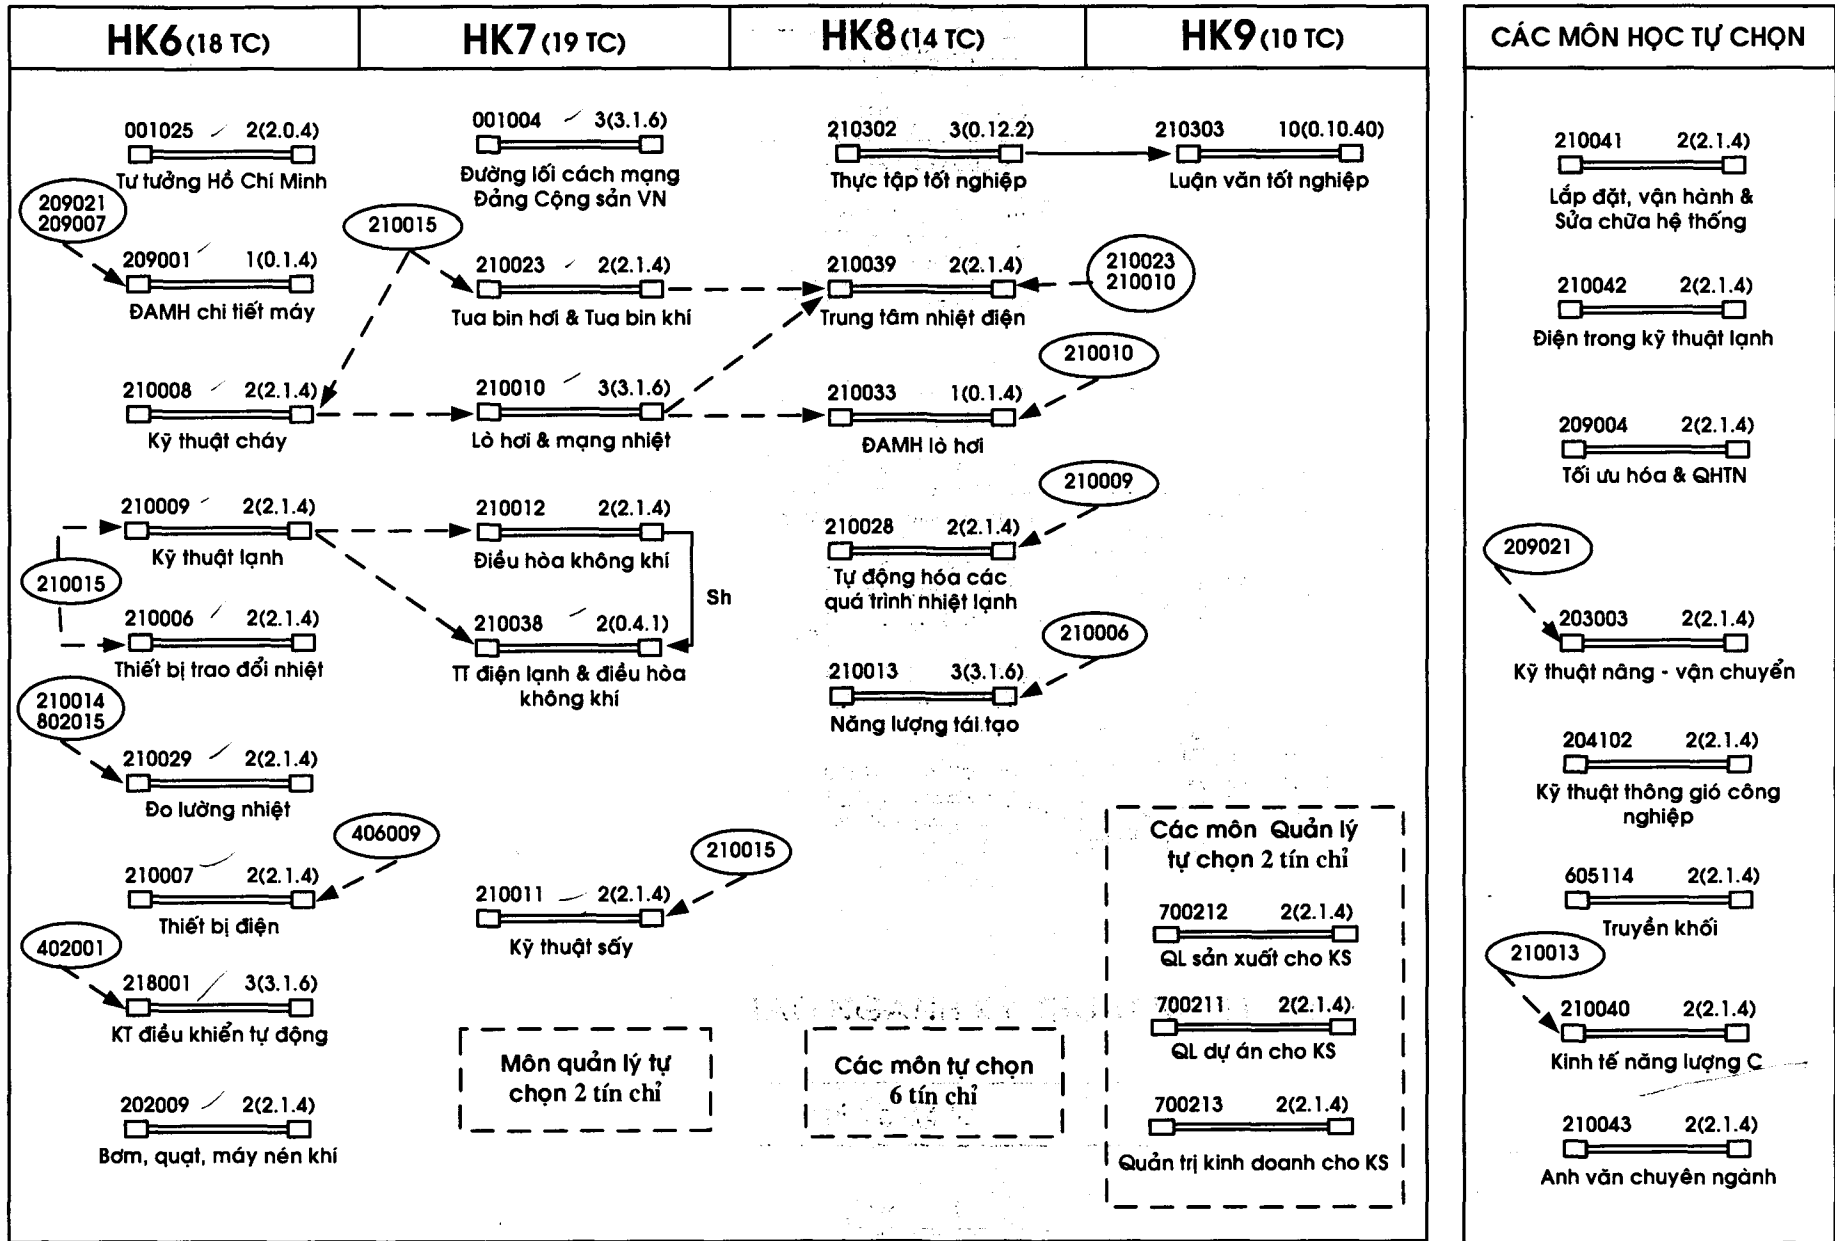 HK6 (18 TC)
HK7 (19 TC)
HK8 (14 TC)
HK9 (10 TC)
CÁC MÔN HỌC TỰ CHỌN
001025 2(2.0.4)
Tư tưởng Hồ Chí Minh
209021
209007
209001 1(0.1.4)
ĐAMH chi tiết máy
210008 2(2.1.4)
Kỹ thuật cháy
210009 2(2.1.4)
Kỹ thuật lạnh
210015
210006 2(2.1.4)
Thiết bị trao đổi nhiệt
210014
802015
210029 2(2.1.4)
Đo lường nhiệt
210007 2(2.1.4)
Thiết bị điện
406009
402001
218001 3(3.1.6)
KT điều khiển tự động
202009 2(2.1.4)
Bơm, quạt, máy nén khí
001004 3(3.1.6)
Đường lối cách mạng
Đảng Cộng sản VN
210015
210023 2(2.1.4)
Tua bin hơi & Tua bin khí
210010 3(3.1.6)
Lò hơi & mạng nhiệt
210012 2(2.1.4)
Điều hòa không khí
Sh
210038 2(0.4.1)
TT điện lạnh & điều hòa
không khí
210015
210011 2(2.1.4)
Kỹ thuật sấy
Môn quản lý tự
chọn 2 tín chỉ
210302 3(0.12.2)
Thực tập tốt nghiệp
210039 2(2.1.4)
Trung tâm nhiệt điện
210023
210010
210010
210033 1(0.1.4)
ĐAMH lò hơi
210009
210028 2(2.1.4)
Tự động hóa các
quá trình nhiệt lạnh
210006
210013 3(3.1.6)
Năng lượng tái tạo
Các môn tự chọn
6 tín chỉ
210303 10(0.10.40)
Luận văn tốt nghiệp
Các môn Quản lý
tự chọn 2 tín chỉ
700212 2(2.1.4)
QL sản xuất cho KS
700211 2(2.1.4)
QL dự án cho KS
700213 2(2.1.4)
Quản trị kinh doanh cho KS
210041 2(2.1.4)
Lắp đặt, vận hành &
Sửa chữa hệ thống
210042 2(2.1.4)
Điện trong kỹ thuật lạnh
209004 2(2.1.4)
Tối ưu hóa & QHTN
209021
203003 2(2.1.4)
Kỹ thuật nâng - vận chuyển
204102 2(2.1.4)
Kỹ thuật thông gió công
nghiệp
605114 2(2.1.4)
Truyền khối
210013
210040 2(2.1.4)
Kinh tế năng lượng C
210043 2(2.1.4)
Anh văn chuyên ngành